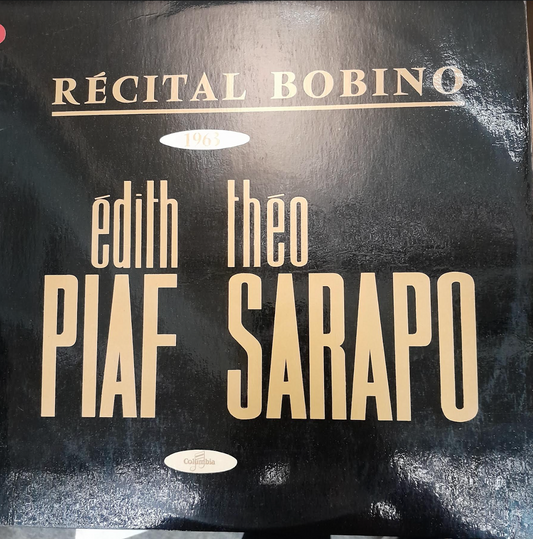 RÉCITAL BOBINO
1963
édith théo
PIAF SARAPO
Columbia